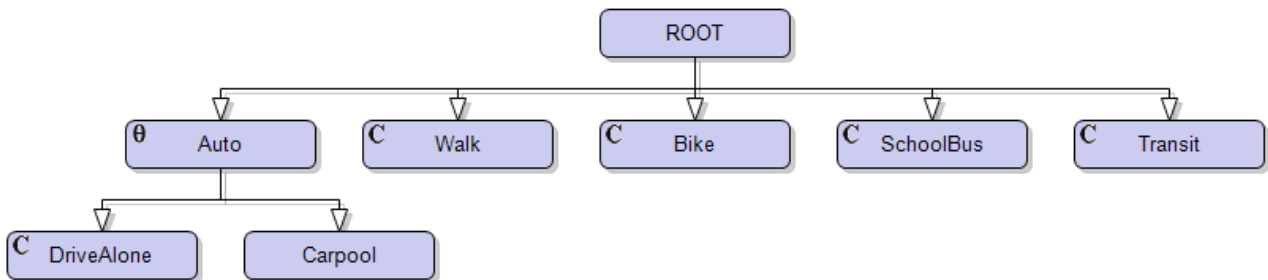 ROOT
θ Auto
C Walk
C Bike
C SchoolBus
C Transit
C DriveAlone
Carpool